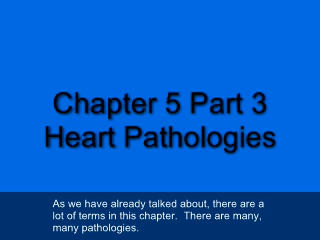 Chapter 5 Part 3
Heart Pathologies
As we have already talked about, there are a
lot of terms in this chapter.  There are many,
many pathologies.